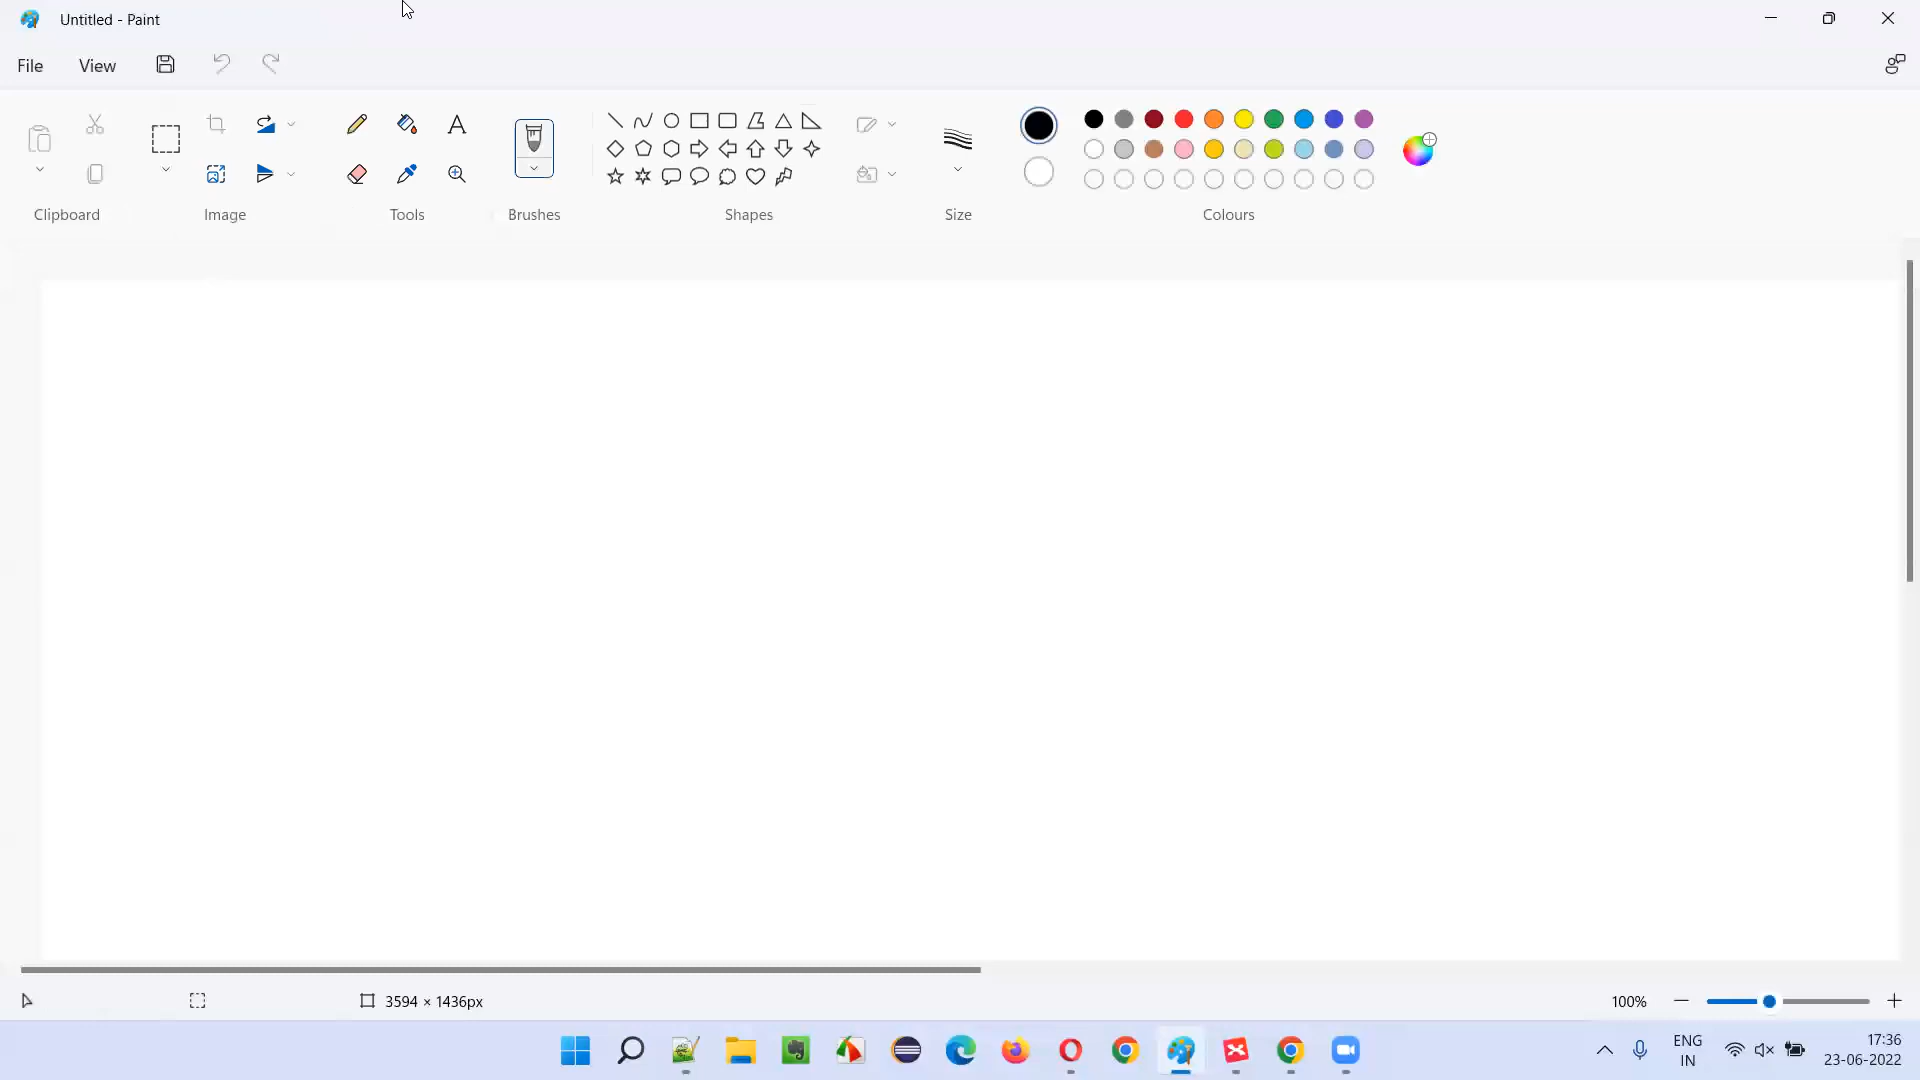 Untitled - Paint
File View
Clipboard Image Tools Brushes Shapes Size Colours
3594 × 1436px 100%
ENG 17:36
IN 23-06-2022